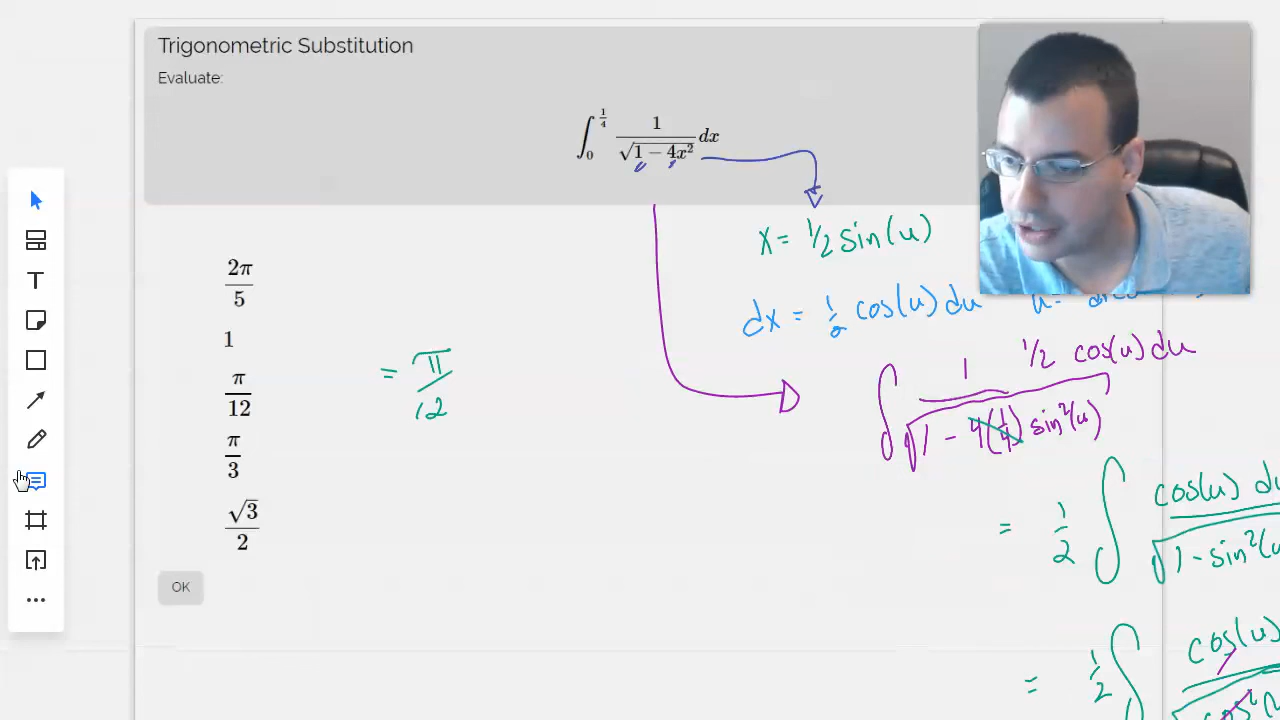 Trigonometric Substitution
Evaluate:
∫₀^{1/4} 1/√(1 − 4x²) dx
x = 1/2 sin(u)
dx = 1/2 cos(u) du
u =
2π/5
1
π/12
π/3
√3/2
= π/12
∫ 1/√(1 − 4(1/4) sin²(u)) 1/2 cos(u) du
= 1/2 ∫ cos(u) du/√(1 − sin²(u
= 1/2 ∫ cos(u)
OK
T